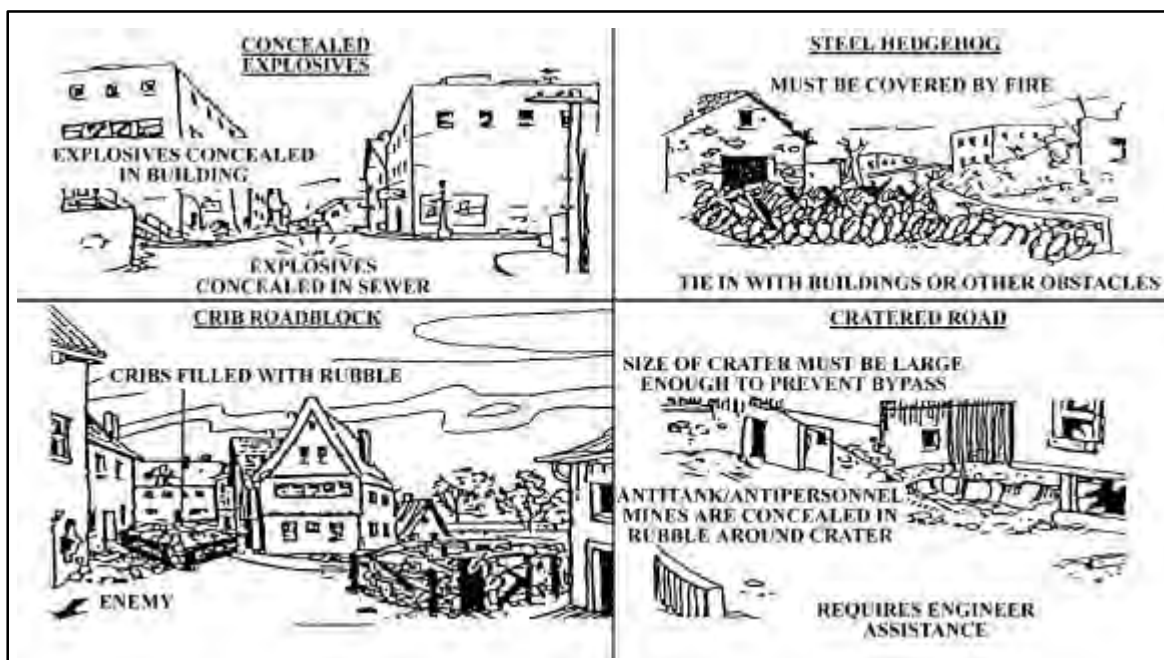 CONCEALED
EXPLOSIVES
EXPLOSIVES CONCEALED
IN BUILDING
EXPLOSIVES
CONCEALED IN SEWER
STEEL HEDGEHOG
MUST BE COVERED BY FIRE
TIE IN WITH BUILDINGS OR OTHER OBSTACLES
CRIB ROADBLOCK
CRIBS FILLED WITH RUBBLE
ENEMY
CRATERED ROAD
SIZE OF CRATER MUST BE LARGE
ENOUGH TO PREVENT BYPASS
ANTITANK/ANTIPERSONNEL
MINES ARE CONCEALED IN
RUBBLE AROUND CRATER
REQUIRES ENGINEER
ASSISTANCE